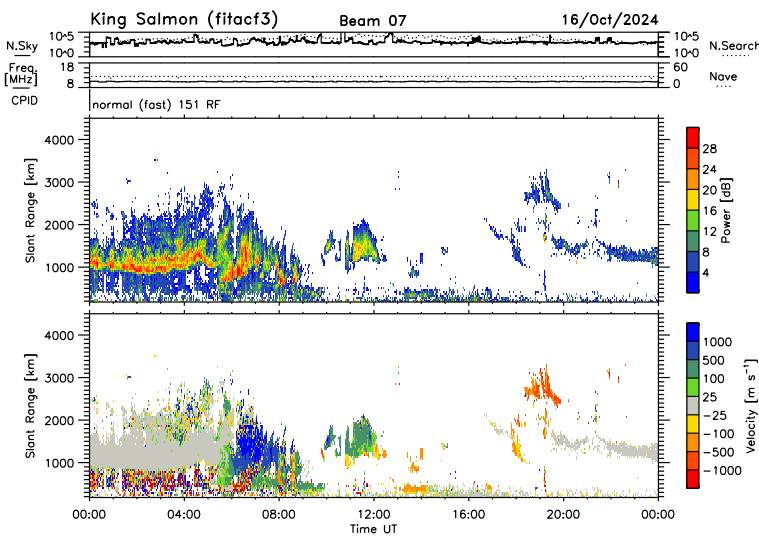 King Salmon (fitacf3) Beam 07 16/Oct/2024
N.Sky 10^5 10^0 10^5 10^0 N.Search
Freq. [MHz] 18 8 60 0 Nave
CPID normal (fast) 151 RF
Slant Range [km] 4000 3000 2000 1000
Power [dB] 28 24 20 16 12 8 4
Slant Range [km] 4000 3000 2000 1000
Velocity [m s⁻¹] 1000 500 100 25 −25 −100 −500 −1000
00:00 04:00 08:00 12:00 16:00 20:00 00:00
Time UT